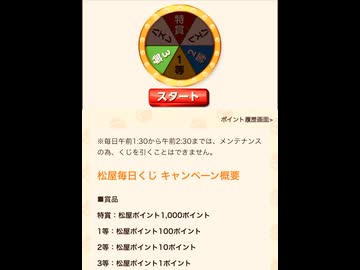 特賞
ハズレ
ハズレ
3等
2等
1等
スタート
ポイント履歴画面»
※毎日午前1:30から午前2:30までは、メンテナンス
の為、くじを引くことはできません。
松屋毎日くじ キャンペーン概要
■賞品
特賞：松屋ポイント1,000ポイント
1等：松屋ポイント100ポイント
2等：松屋ポイント10ポイント
3等：松屋ポイント1ポイント